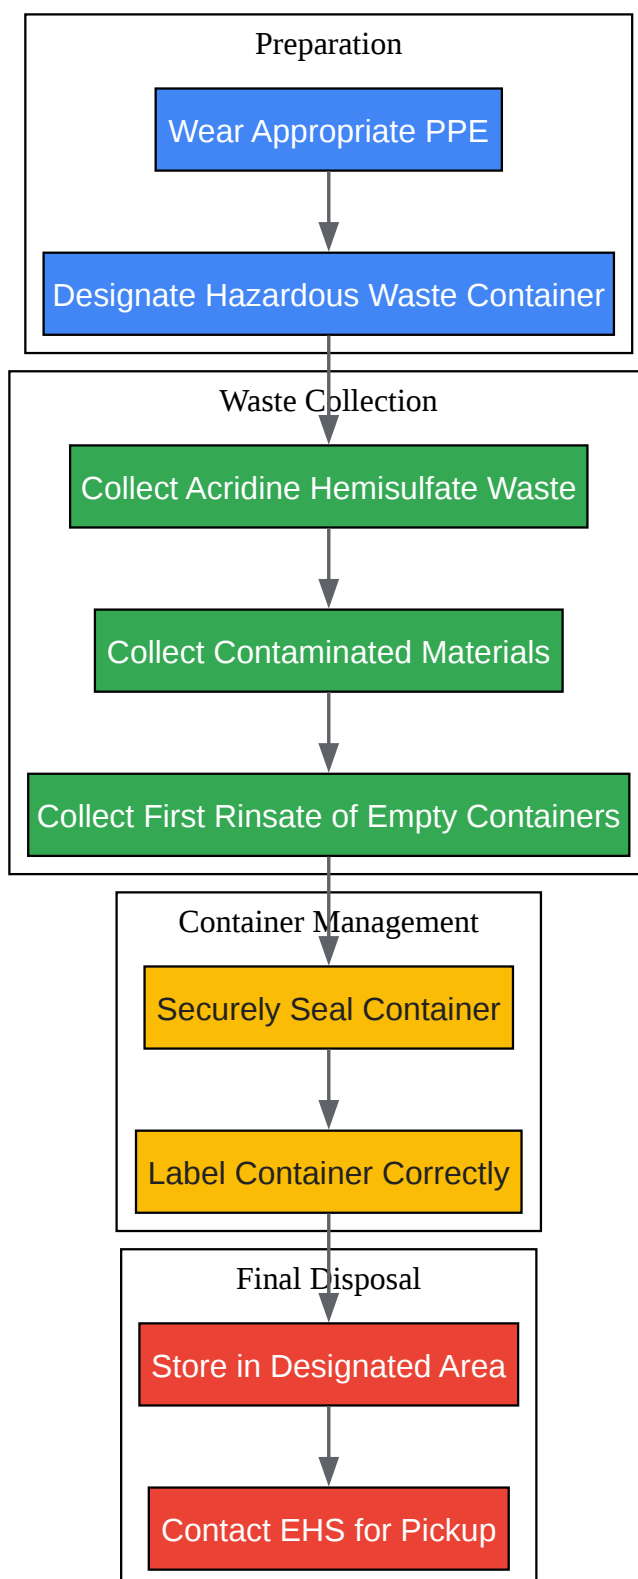 Preparation
Wear Appropriate PPE
Designate Hazardous Waste Container
Waste Collection
Collect Acridine Hemisulfate Waste
Collect Contaminated Materials
Collect First Rinsate of Empty Containers
Container Management
Securely Seal Container
Label Container Correctly
Final Disposal
Store in Designated Area
Contact EHS for Pickup